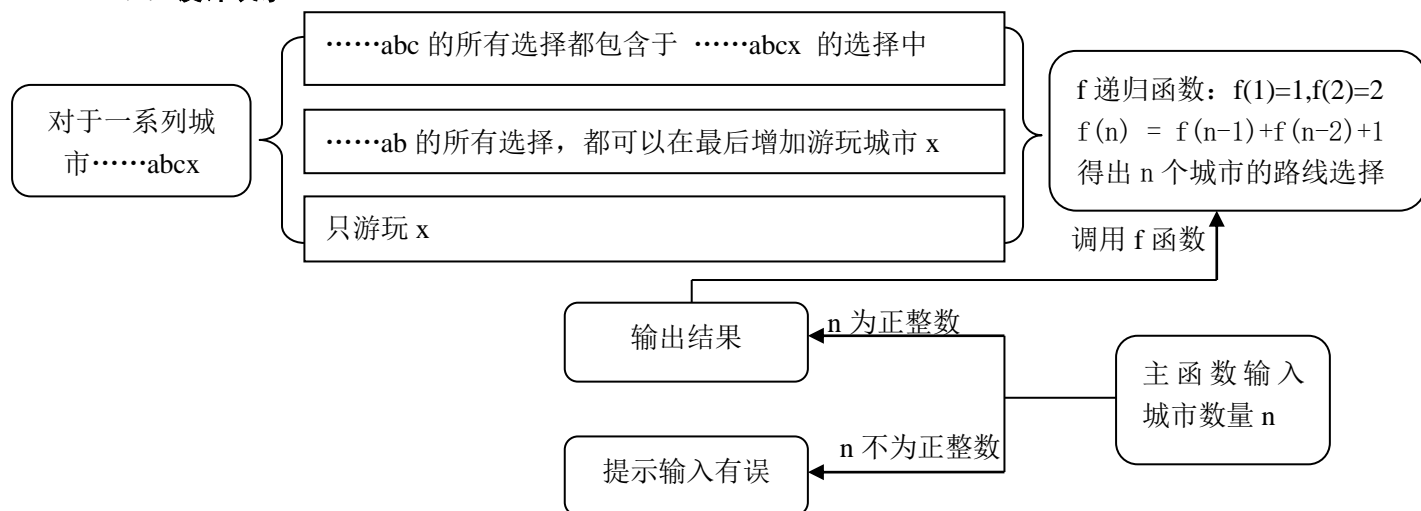 ……abc 的所有选择都包含于 ……abcx 的选择中
对于一系列城
市……abcx
……ab 的所有选择，都可以在最后增加游玩城市 x
只游玩 x
f 递归函数：f(1)=1,f(2)=2
f(n) = f(n-1)+f(n-2)+1
得出 n 个城市的路线选择
调用 f 函数
输出结果
n 为正整数
主函数输入
城市数量 n
n 不为正整数
提示输入有误